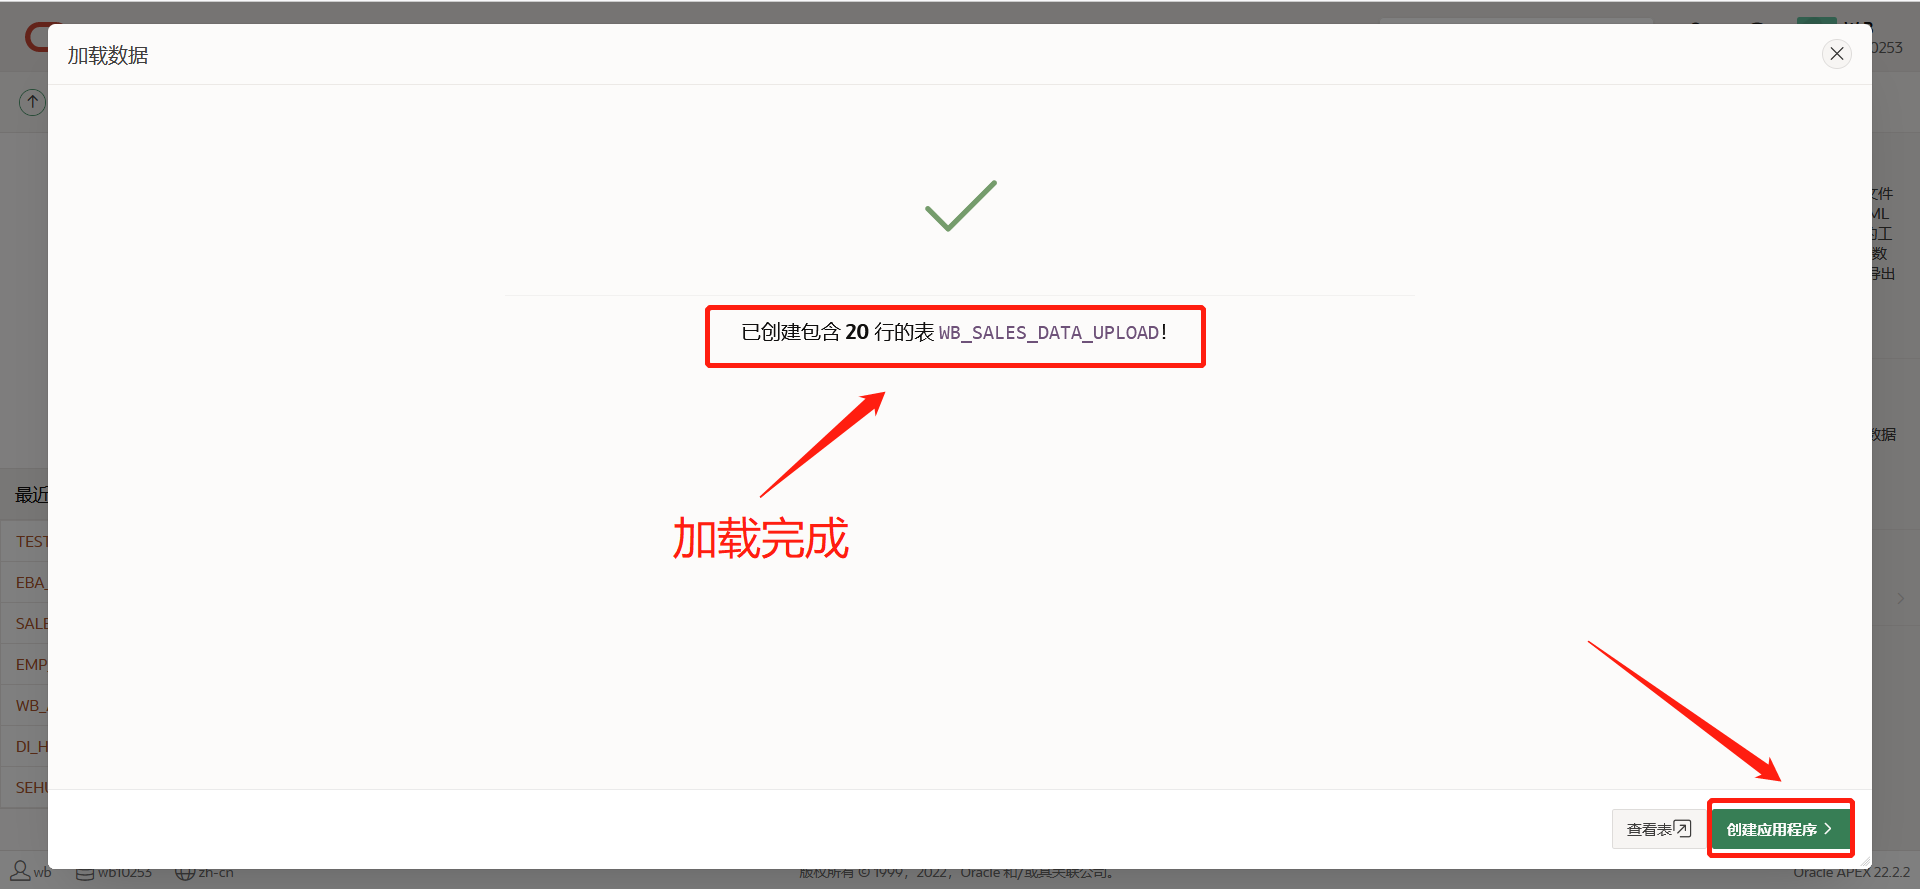 0253
加载数据
文件
ML
的工
数
导出
已创建包含 20 行的表 WB_SALES_DATA_UPLOAD!
数据
最近
加载完成
TEST
EBA_
SALE
EMP
WB_
DI_H
SEHU
查看表
创建应用程序
wb
wb10253
zh-cn
版权所有 © 1999, 2022, Oracle 和/或其关联公司。
Oracle APEX 22.2.2